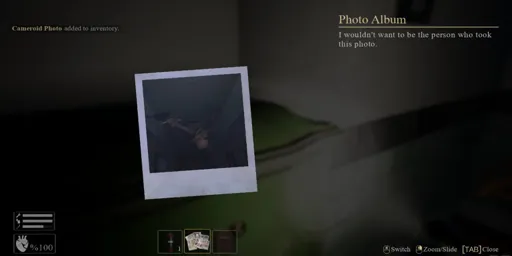 Cameroid Photo added to inventory.
Photo Album
I wouldn't want to be the person who took
this photo.
%100
1
Switch
Zoom/Slide
[TAB]Close